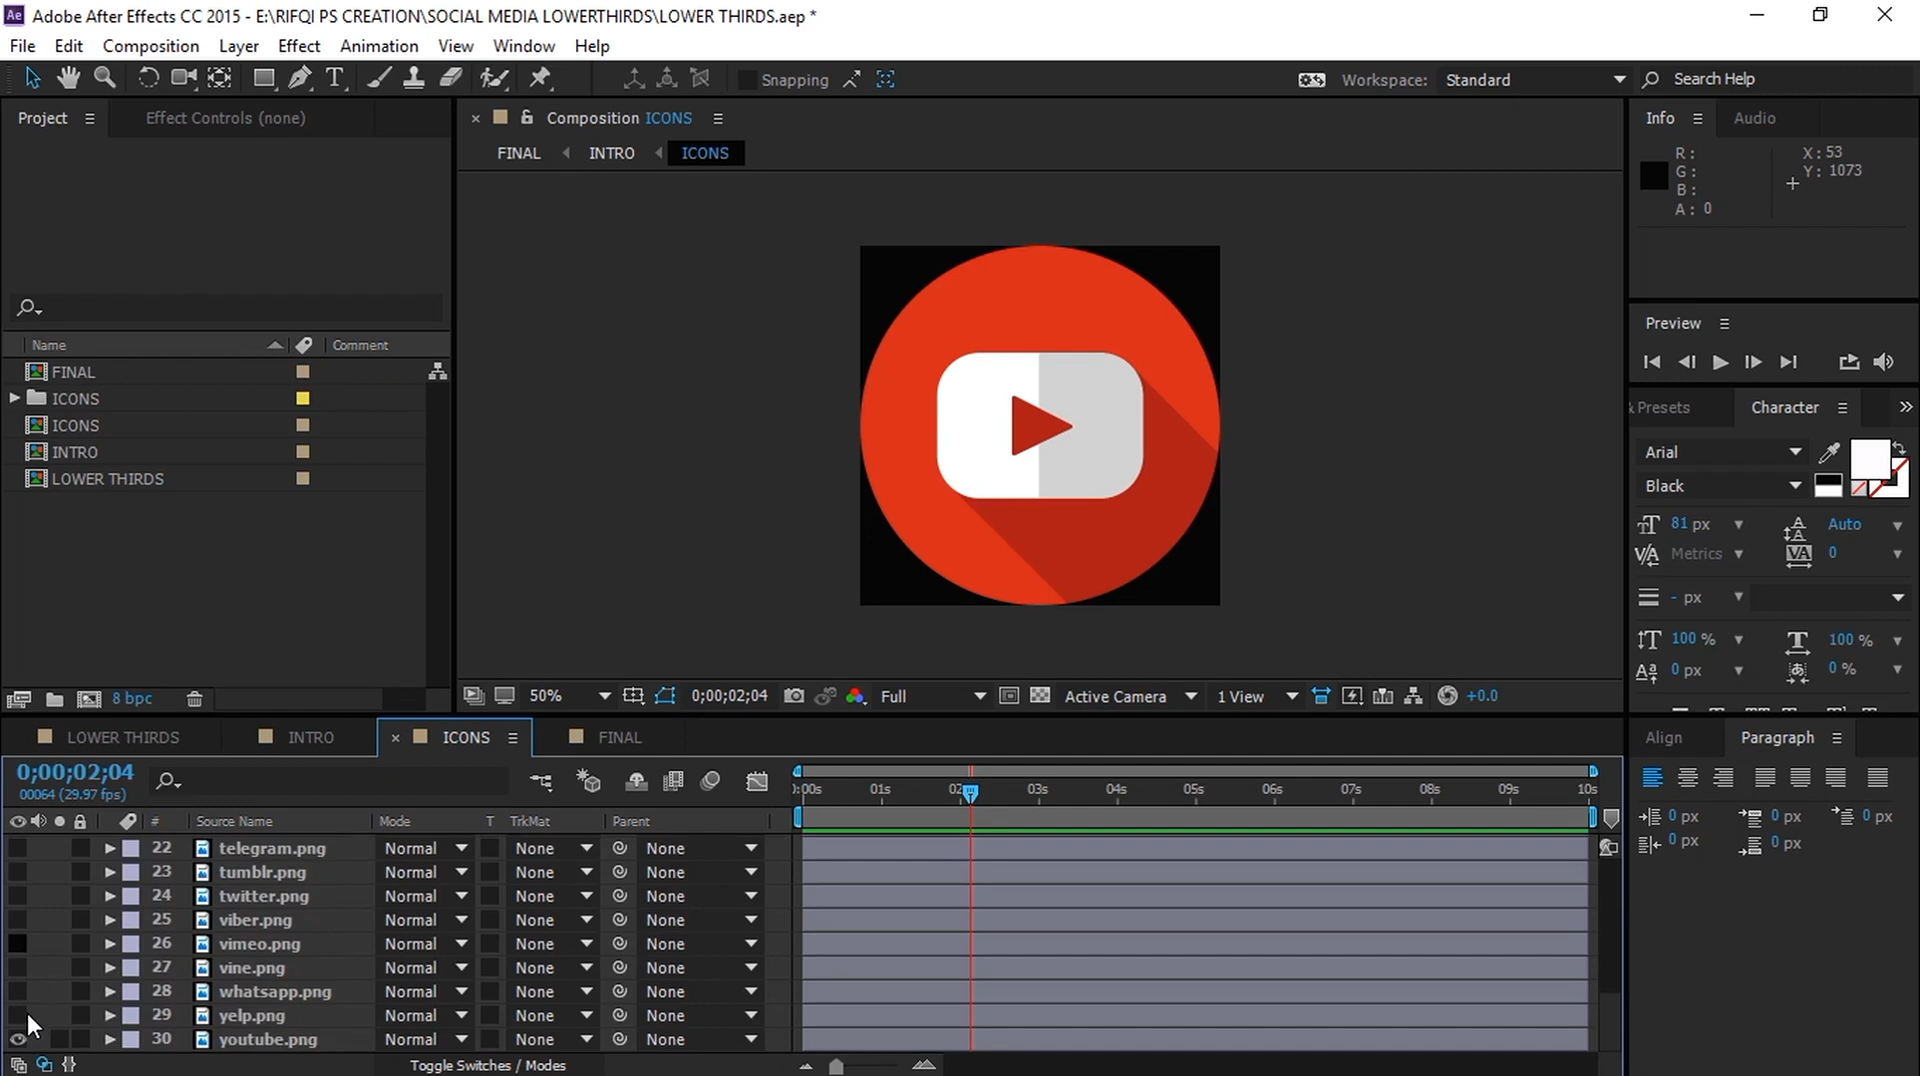 Ae Adobe After Effects CC 2015 - E:\RIFQI PS CREATION\SOCIAL MEDIA LOWERTHIRDS\LOWER THIRDS.aep *
File Edit Composition Layer Effect Animation View Window Help
Snapping Workspace: Standard Search Help
Project Effect Controls (none)
Composition ICONS
FINAL INTRO ICONS
Info Audio
R: X: 53
G: Y: 1073
B:
A: 0
Preview
Name Comment
FINAL
ICONS
ICONS
INTRO
LOWER THIRDS
& Presets Character
Arial
Black
81 px Auto
Metrics 0
- px
100 % 100 %
0 px 0 %
8 bpc
50% 0;00;02;04 Full Active Camera 1 View +0.0
LOWER THIRDS INTRO ICONS FINAL
Align Paragraph
0;00;02;04
00064 (29.97 fps)
):00s 01s 02 03s 04s 05s 06s 07s 08s 09s 10s
# Source Name Mode T TrkMat Parent
0 px 0 px 0 px
0 px 0 px
22 telegram.png Normal None None
23 tumblr.png Normal None None
24 twitter.png Normal None None
25 viber.png Normal None None
26 vimeo.png Normal None None
27 vine.png Normal None None
28 whatsapp.png Normal None None
29 yelp.png Normal None None
30 youtube.png Normal None None
Toggle Switches / Modes